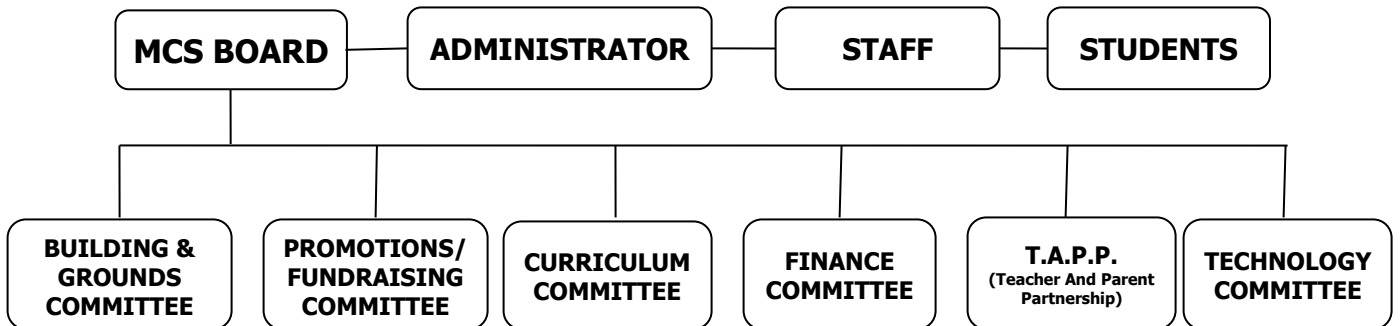 MCS BOARD
ADMINISTRATOR
STAFF
STUDENTS
BUILDING &
GROUNDS
COMMITTEE
PROMOTIONS/
FUNDRAISING
COMMITTEE
CURRICULUM
COMMITTEE
FINANCE
COMMITTEE
T.A.P.P.
(Teacher And Parent
Partnership)
TECHNOLOGY
COMMITTEE